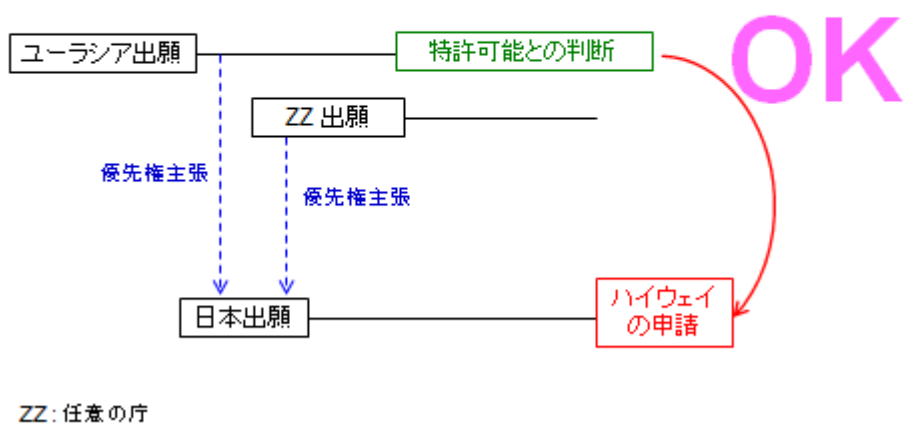 OK
ユーラシア出願
特許可能との判断
ZZ 出願
優先権主張
優先権主張
日本出願
ハイウェイ
の申請
ZZ:任意の庁